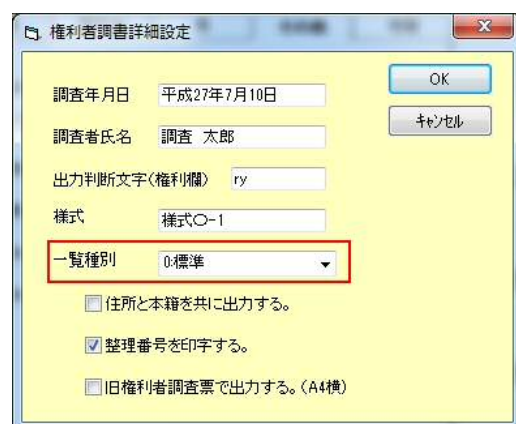 権利者調書詳細設定
調査年月日 平成27年7月10日
OK
調査者氏名 調査 太郎
キャンセル
出力判断文字(権利欄) ry
様式 様式〇-1
一覧種別 0:標準
住所と本籍を共に出力する。
整理番号を印字する。
旧権利者調査票で出力する。(A4横)